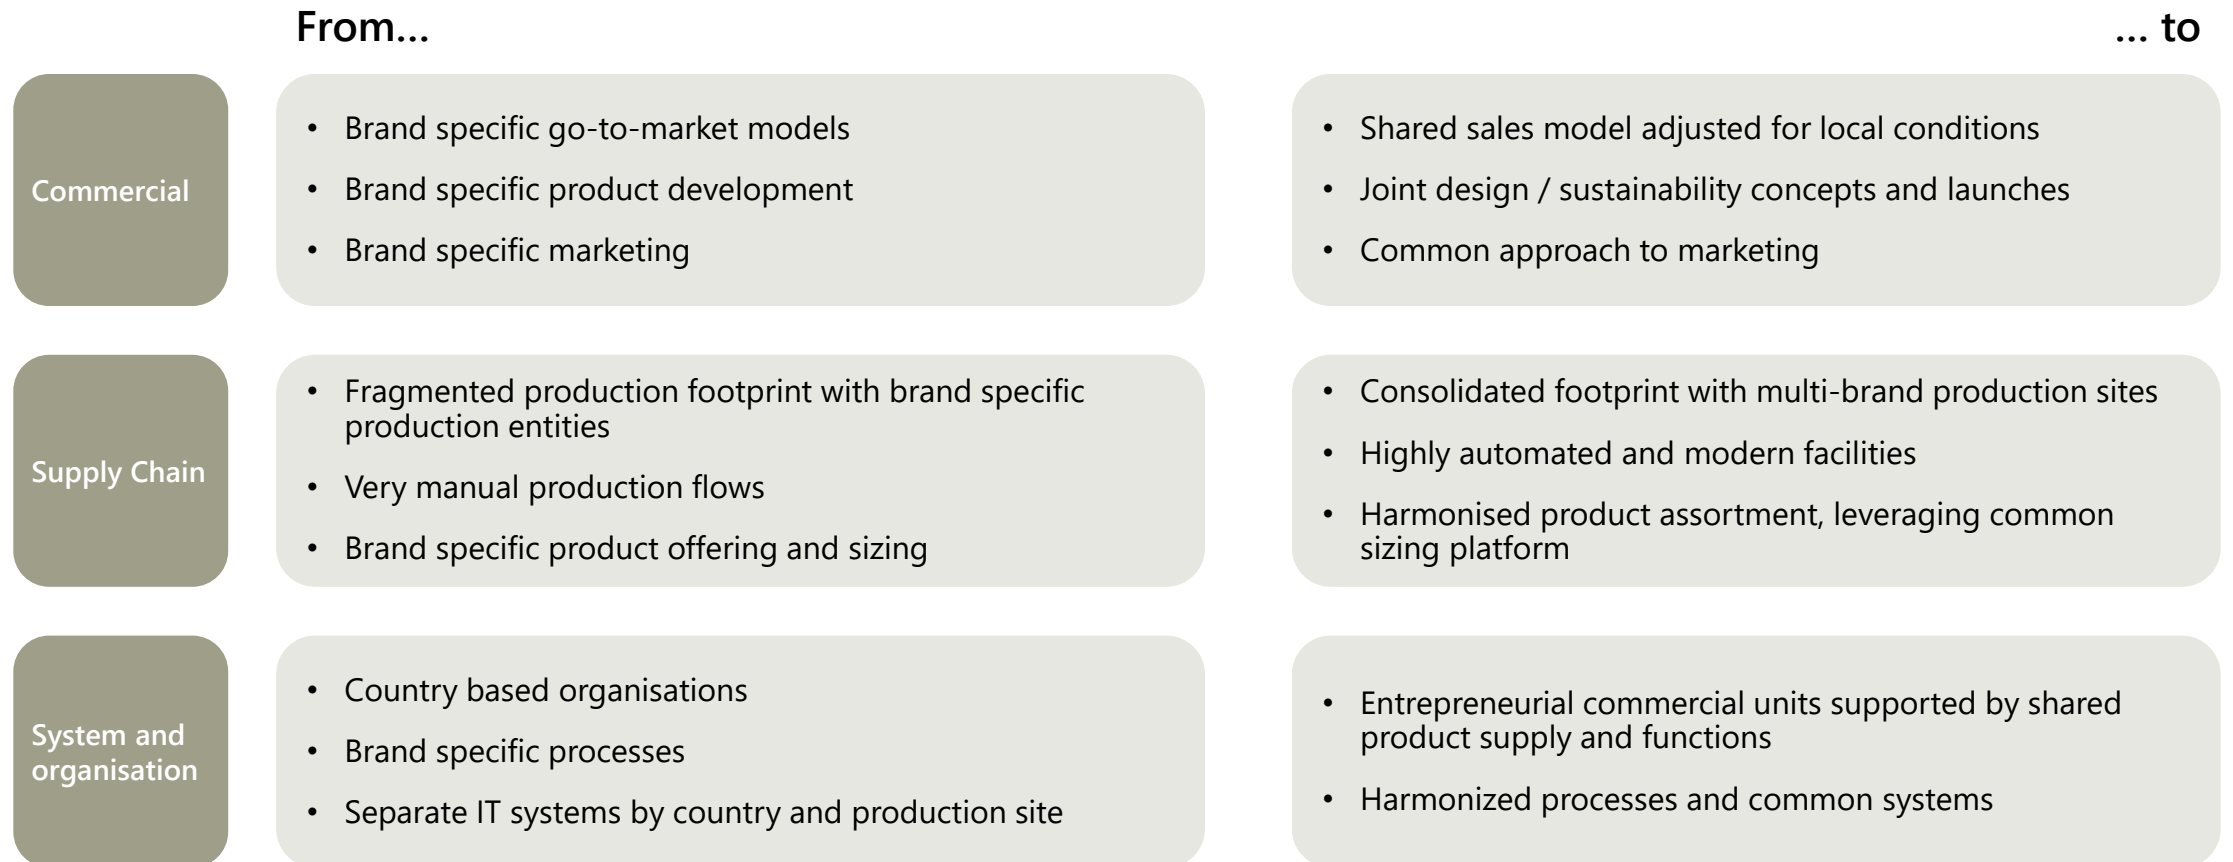 From...
... to
Commercial
• Brand specific go-to-market models
• Brand specific product development
• Brand specific marketing
• Shared sales model adjusted for local conditions
• Joint design / sustainability concepts and launches
• Common approach to marketing
Supply Chain
• Fragmented production footprint with brand specific
production entities
• Very manual production flows
• Brand specific product offering and sizing
• Consolidated footprint with multi-brand production sites
• Highly automated and modern facilities
• Harmonised product assortment, leveraging common
sizing platform
System and
organisation
• Country based organisations
• Brand specific processes
• Separate IT systems by country and production site
• Entrepreneurial commercial units supported by shared
product supply and functions
• Harmonized processes and common systems